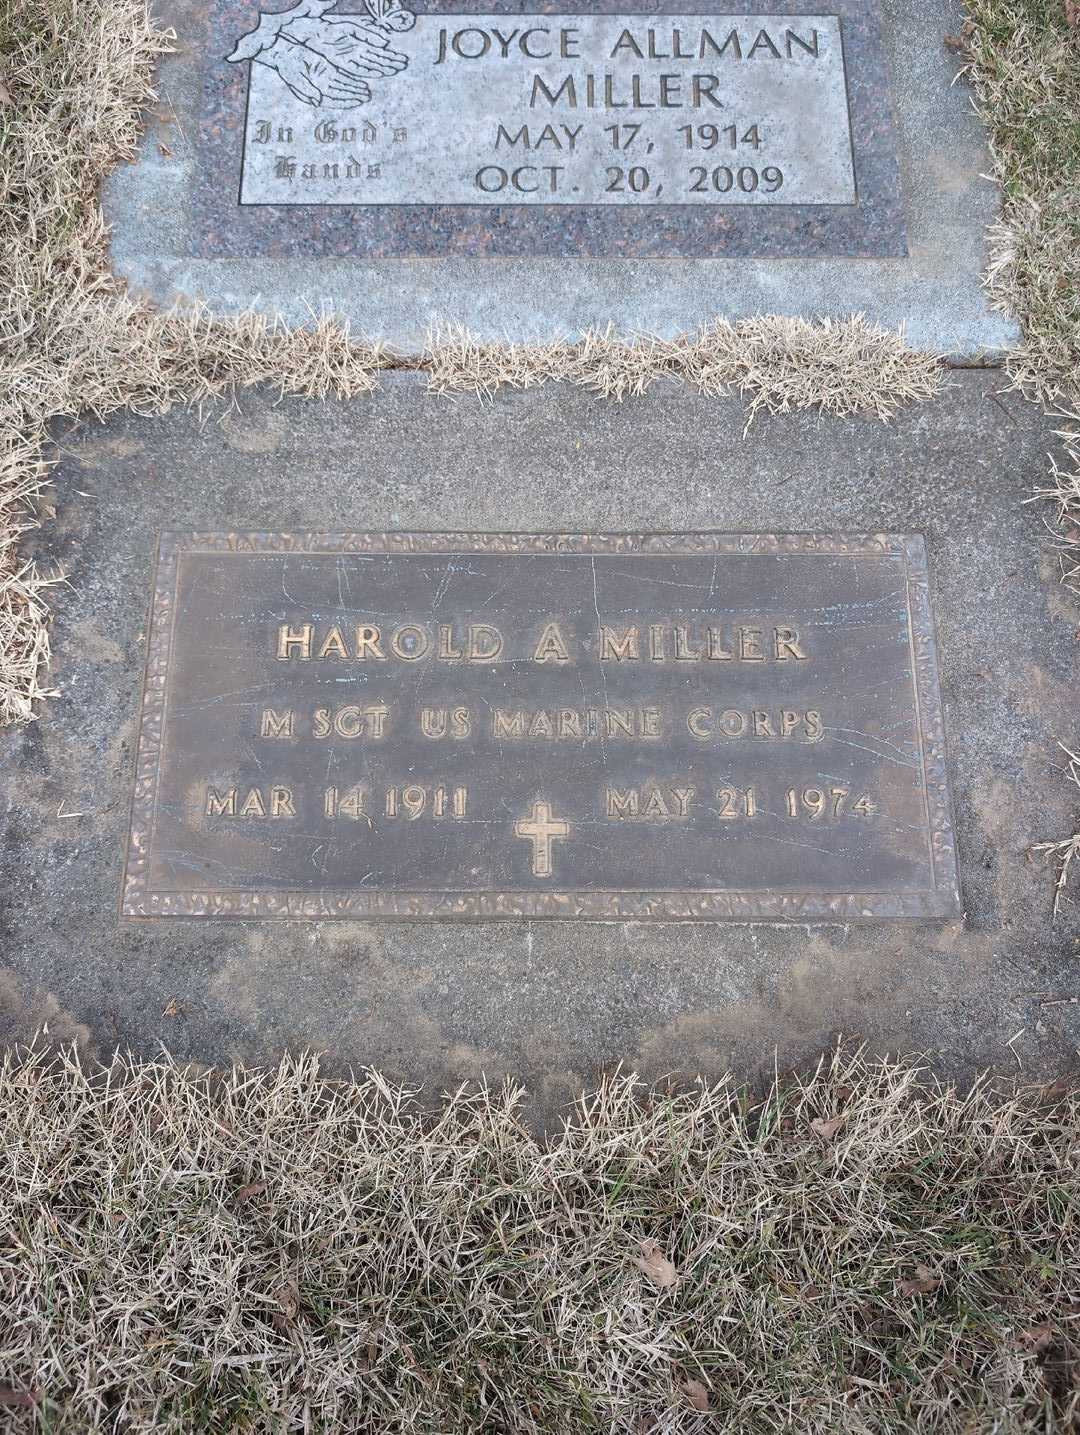 JOYCE ALLMAN
MILLER
In God's
Hands
MAY 17, 1914
OCT. 20, 2009
HAROLD A MILLER
M SGT US MARINE CORPS
MAR 14 1911 MAY 21 1974